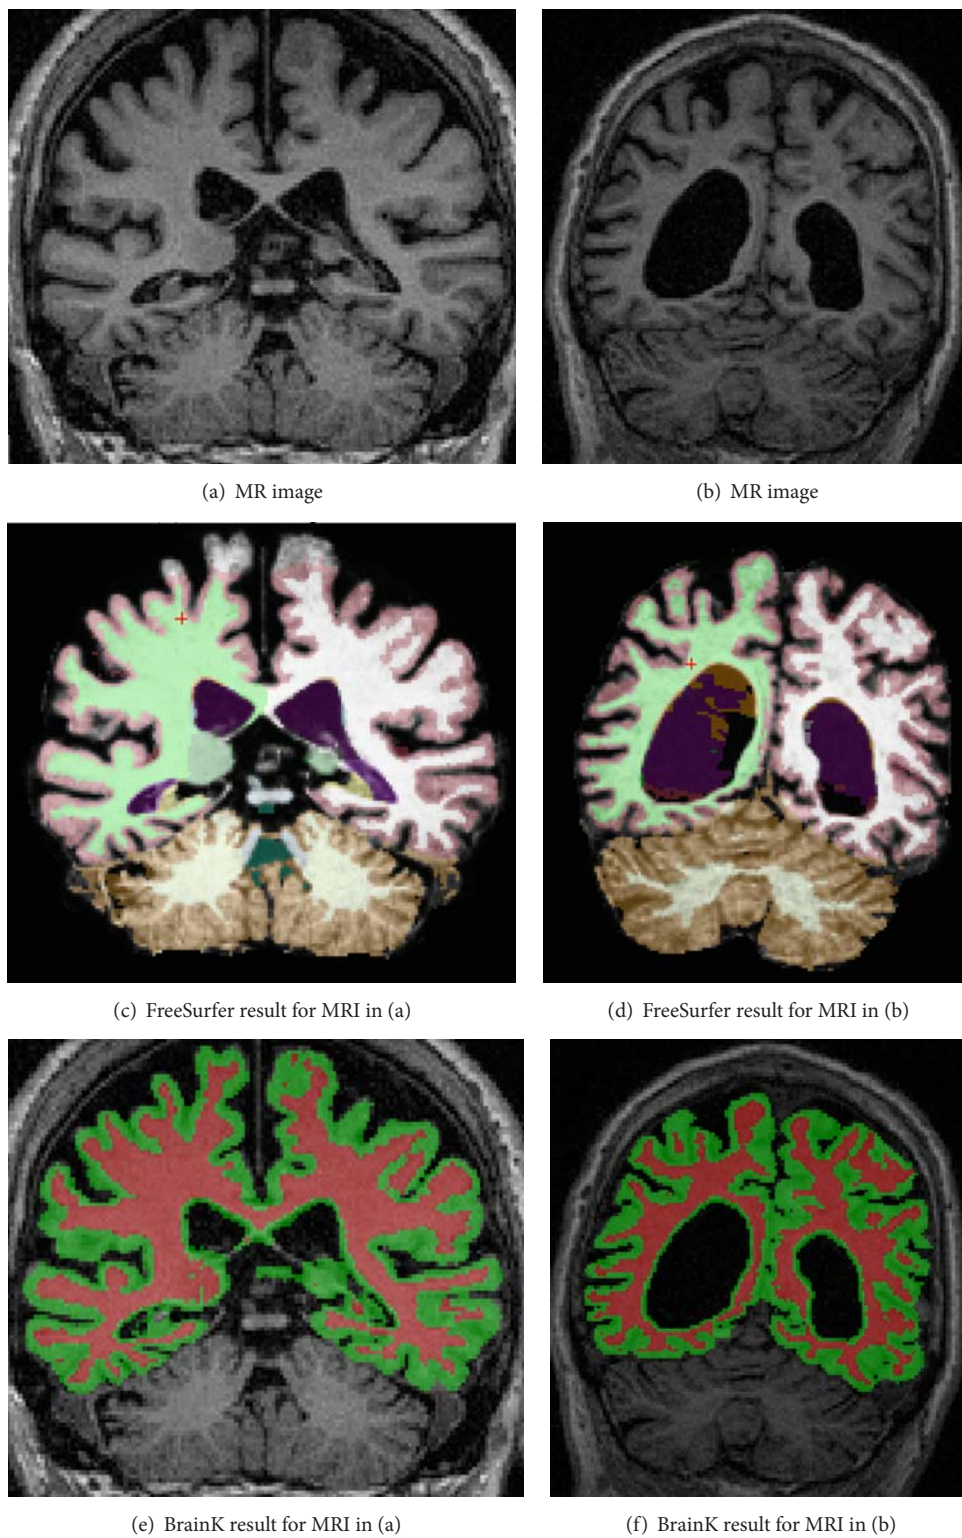 (a) MR image
(b) MR image
(c) FreeSurfer result for MRI in (a)
(d) FreeSurfer result for MRI in (b)
(e) BrainK result for MRI in (a)
(f) BrainK result for MRI in (b)